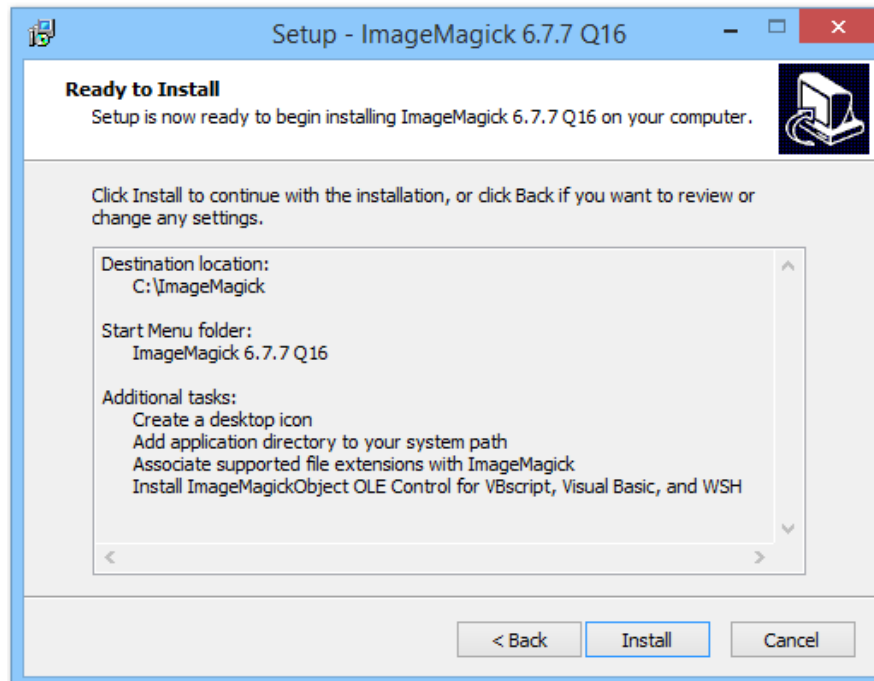 Setup - ImageMagick 6.7.7 Q16
Ready to Install
Setup is now ready to begin installing ImageMagick 6.7.7 Q16 on your computer.
Click Install to continue with the installation, or click Back if you want to review or
change any settings.
Destination location:
C:\ImageMagick
Start Menu folder:
ImageMagick 6.7.7 Q16
Additional tasks:
Create a desktop icon
Add application directory to your system path
Associate supported file extensions with ImageMagick
Install ImageMagickObject OLE Control for VBscript, Visual Basic, and WSH
< Back
Install
Cancel